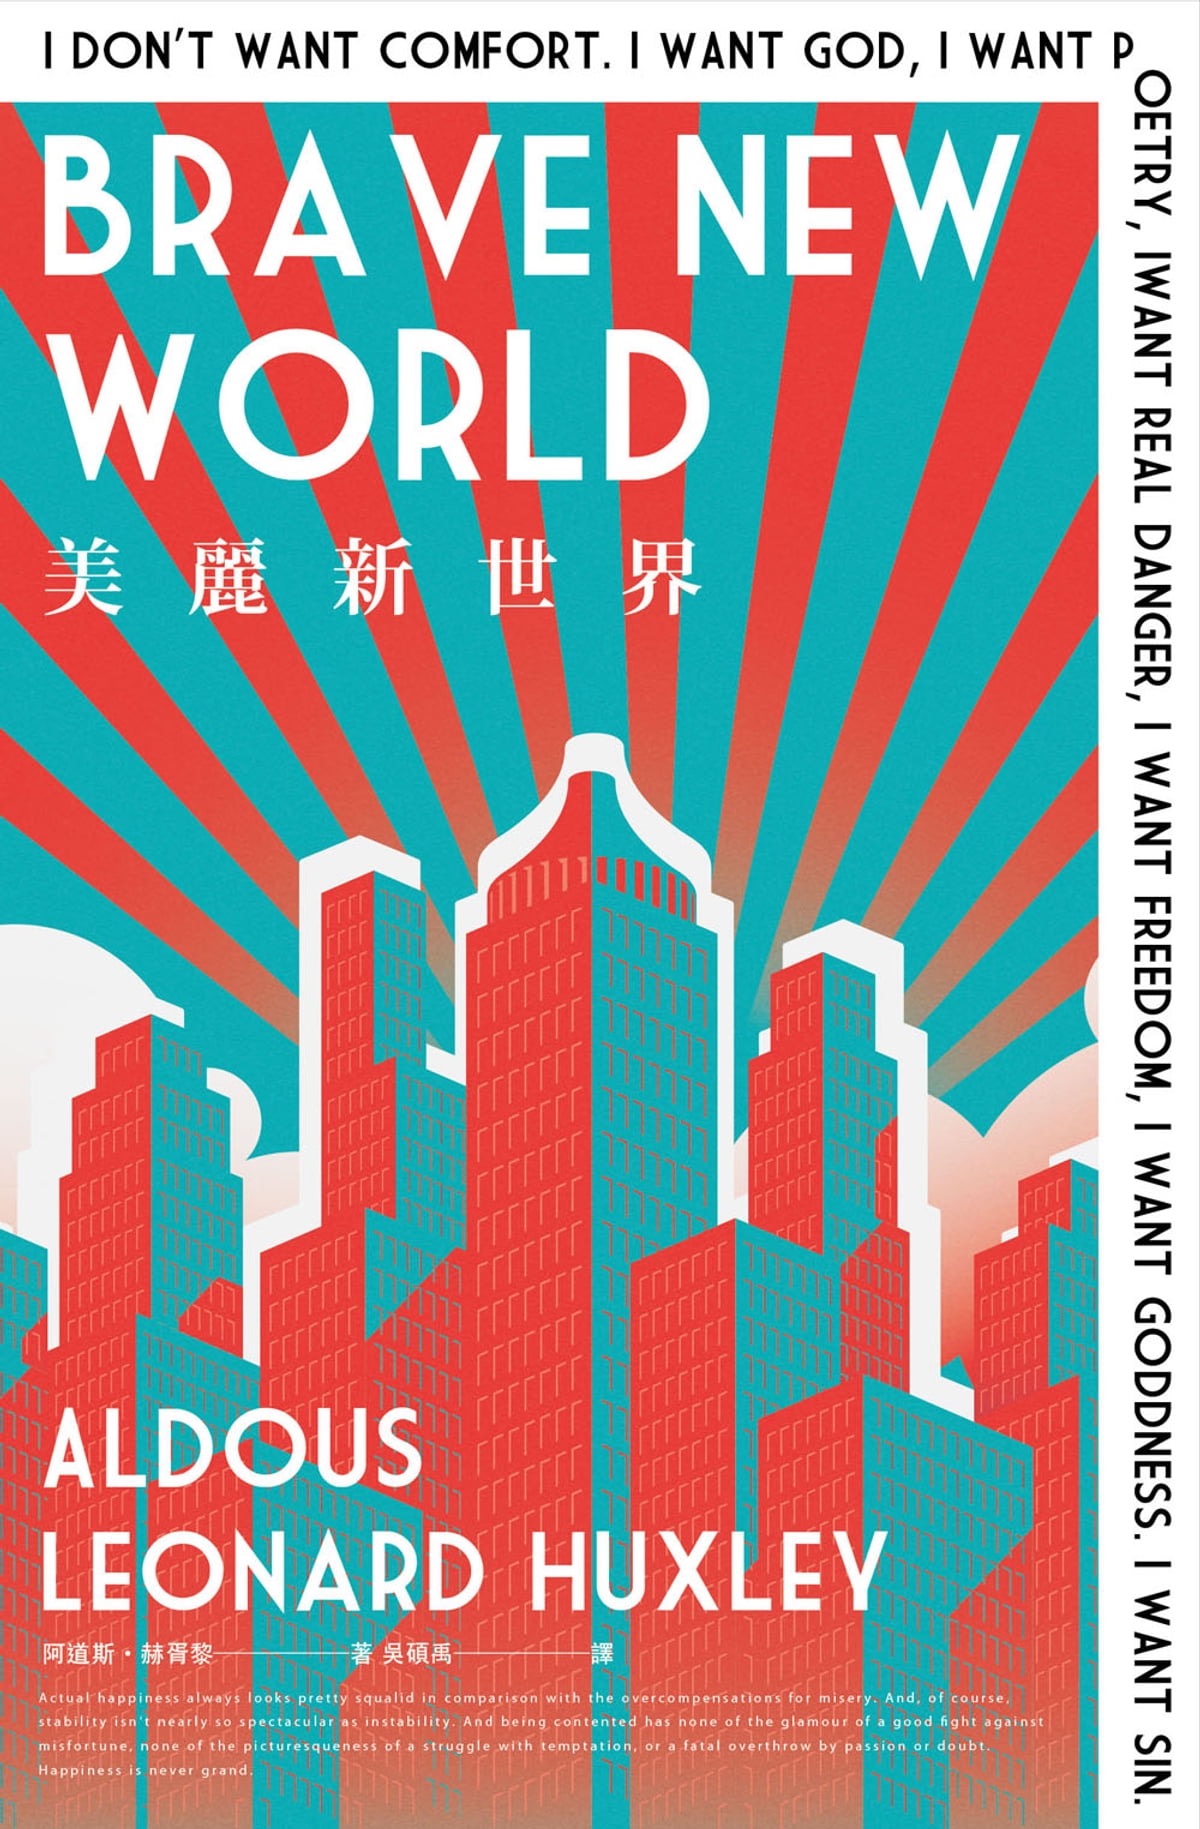 I DON'T WANT COMFORT. I WANT GOD, I WANT POETRY, IWANT REAL DANGER, I WANT FREEDOM, I WANT GODDNESS. I WANT SIN.
BRAVE NEW
WORLD
美麗新世界
ALDOUS
LEONARD HUXLEY
阿道斯·赫胥黎————著 吳碩禹————譯
Actual happiness always looks pretty squalid in comparison with the overcompensations for misery. And, of course,
stability isn't nearly so spectacular as instability. And being contented has none of the glamour of a good fight against
misfortune, none of the picturesqueness of a struggle with temptation, or a fatal overthrow by passion or doubt.
Happiness is never grand.